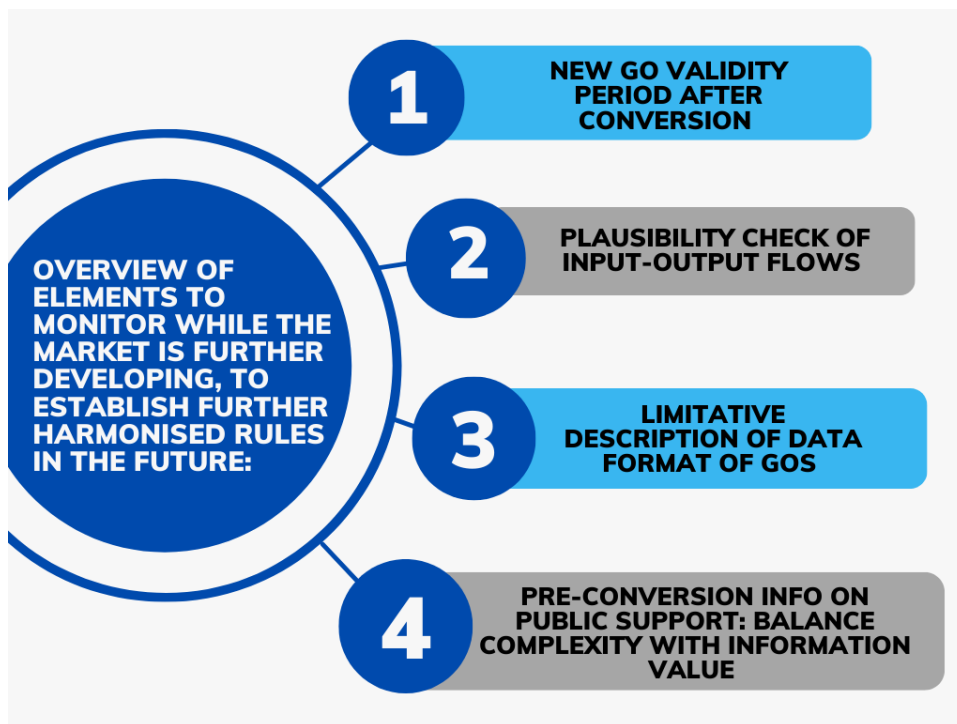 OVERVIEW OF
ELEMENTS TO
MONITOR WHILE THE
MARKET IS FURTHER
DEVELOPING, TO
ESTABLISH FURTHER
HARMONISED RULES
IN THE FUTURE:
1
NEW GO VALIDITY
PERIOD AFTER
CONVERSION
2
PLAUSIBILITY CHECK OF
INPUT-OUTPUT FLOWS
3
LIMITATIVE
DESCRIPTION OF DATA
FORMAT OF GOS
4
PRE-CONVERSION INFO ON
PUBLIC SUPPORT: BALANCE
COMPLEXITY WITH INFORMATION
VALUE